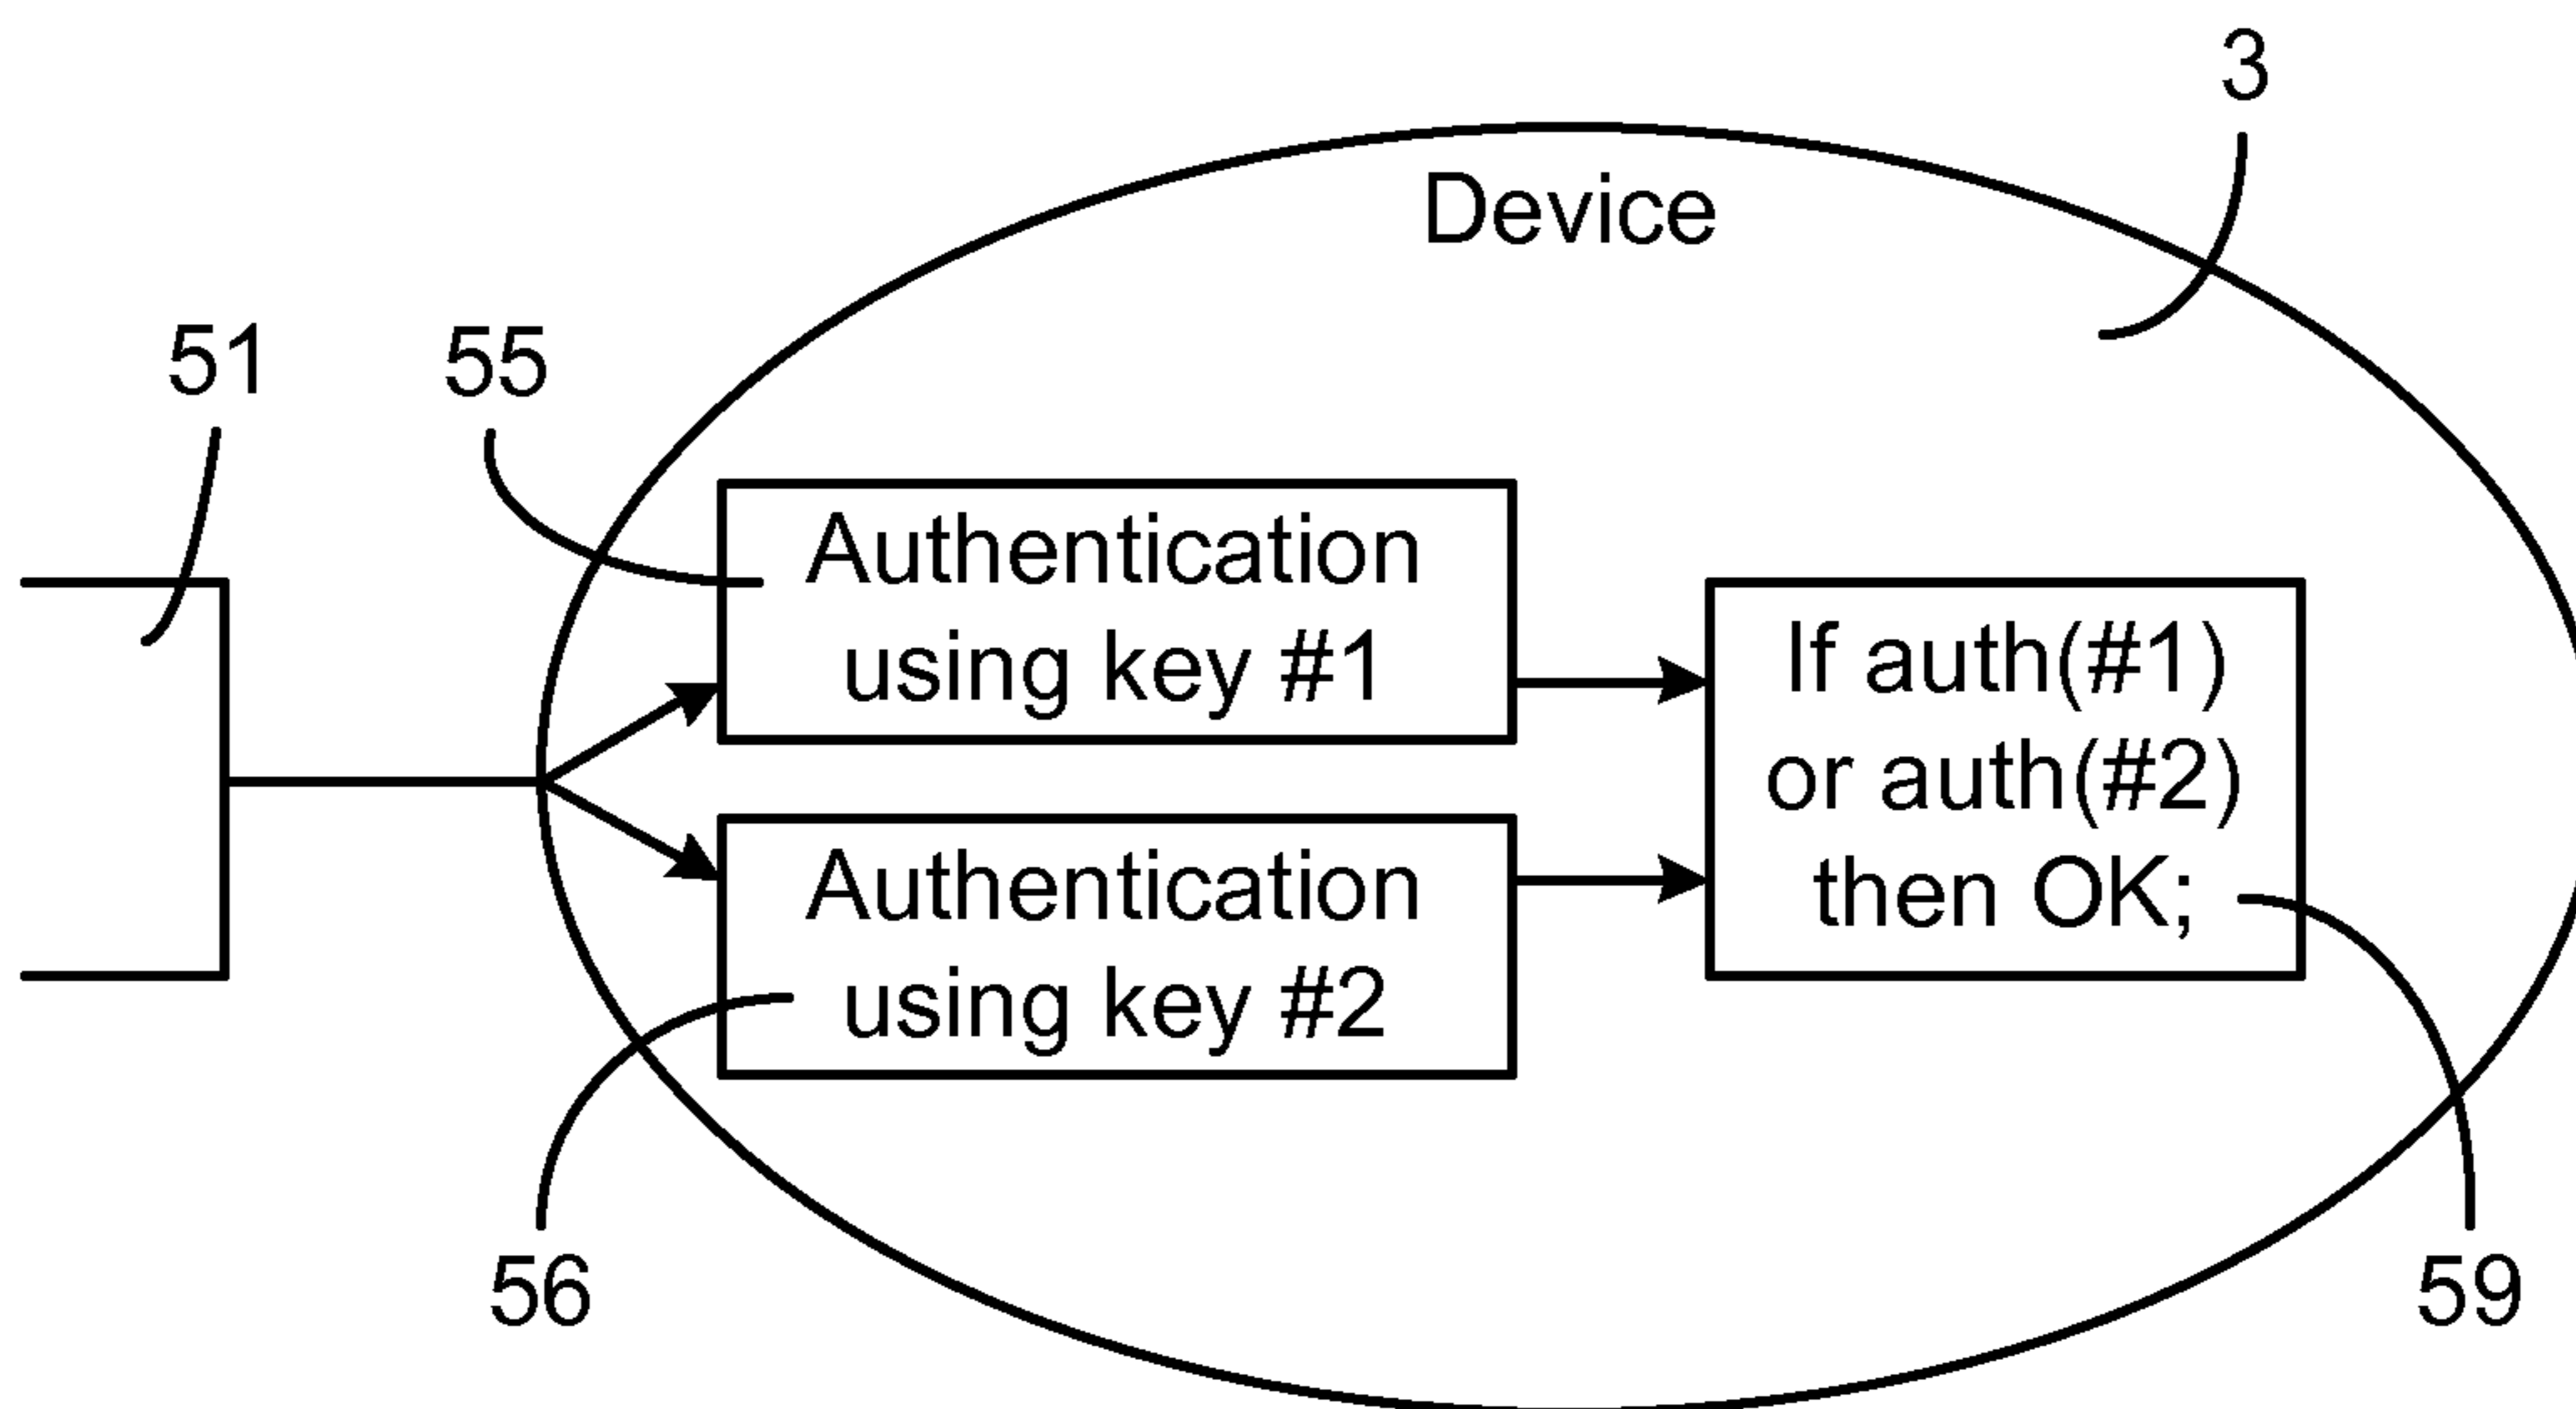 3
Device
51
55
Authentication
using key #1
If auth(#1)
or auth(#2)
then OK;
Authentication
using key #2
56
59